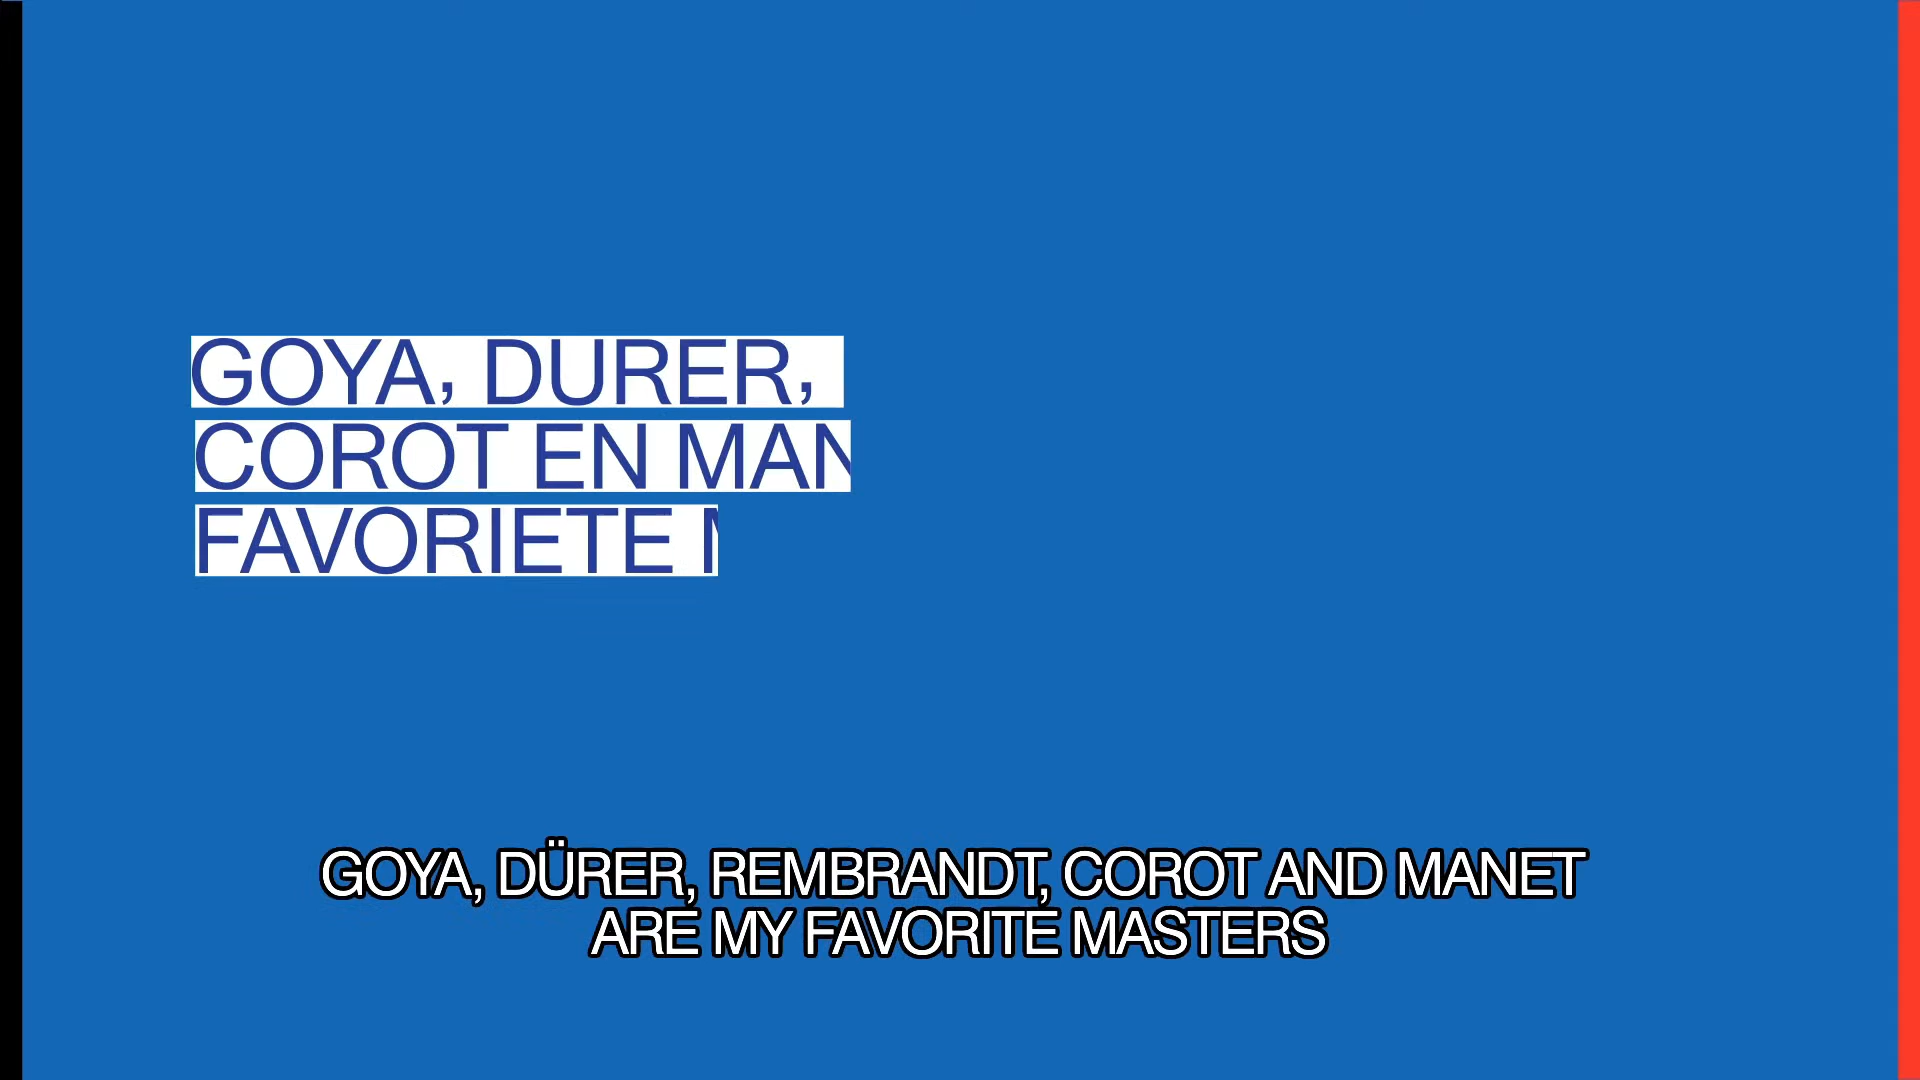 GOYA, DURER,
COROT EN MAN
FAVORIETE
GOYA, DÜRER, REMBRANDT, COROT AND MANET
ARE MY FAVORITE MASTERS